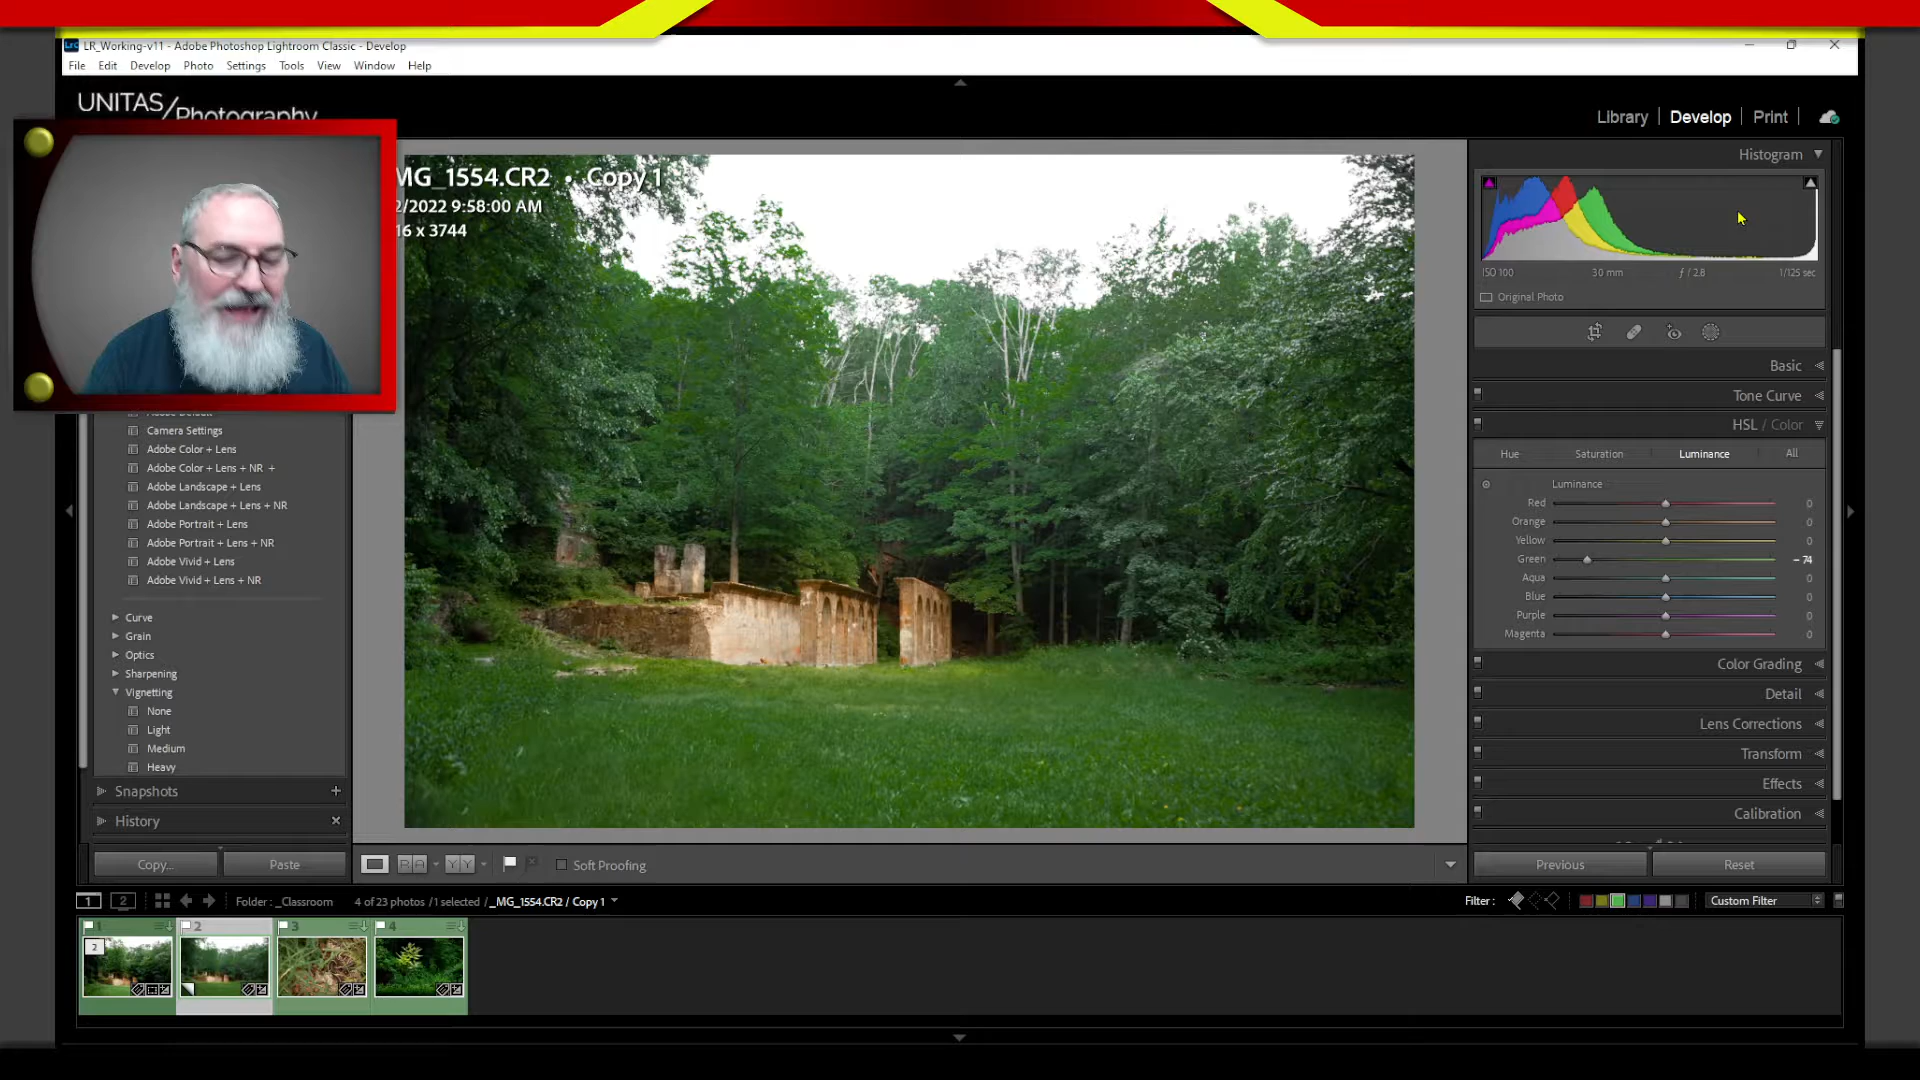 LR_Working-v11 - Adobe Photoshop Lightroom Classic - Develop
File Edit Develop Photo Settings Tools View Window Help
UNITAS/Photography
Library | Develop | Print |
MG_1554.CR2 • Copy 1
2/2022 9:58:00 AM
16 x 3744
Histogram
ISO 100 30 mm ƒ / 2.8 1/125 sec
Original Photo
Basic
Tone Curve
HSL / Color
Hue Saturation Luminance All
Luminance
Red 0
Orange 0
Yellow 0
Green - 74
Aqua 0
Blue 0
Purple 0
Magenta 0
Color Grading
Detail
Lens Corrections
Transform
Effects
Calibration
Previous Reset
Camera Settings
Adobe Color + Lens
Adobe Color + Lens + NR +
Adobe Landscape + Lens
Adobe Landscape + Lens + NR
Adobe Portrait + Lens
Adobe Portrait + Lens + NR
Adobe Vivid + Lens
Adobe Vivid + Lens + NR
Curve
Grain
Optics
Sharpening
Vignetting
None
Light
Medium
Heavy
Snapshots +
History ×
Copy... Paste
R A Y Y Soft Proofing
1 2 Folder : _Classroom 4 of 23 photos /1 selected /_MG_1554.CR2 / Copy 1 Filter : Custom Filter
1 2 3 4
2